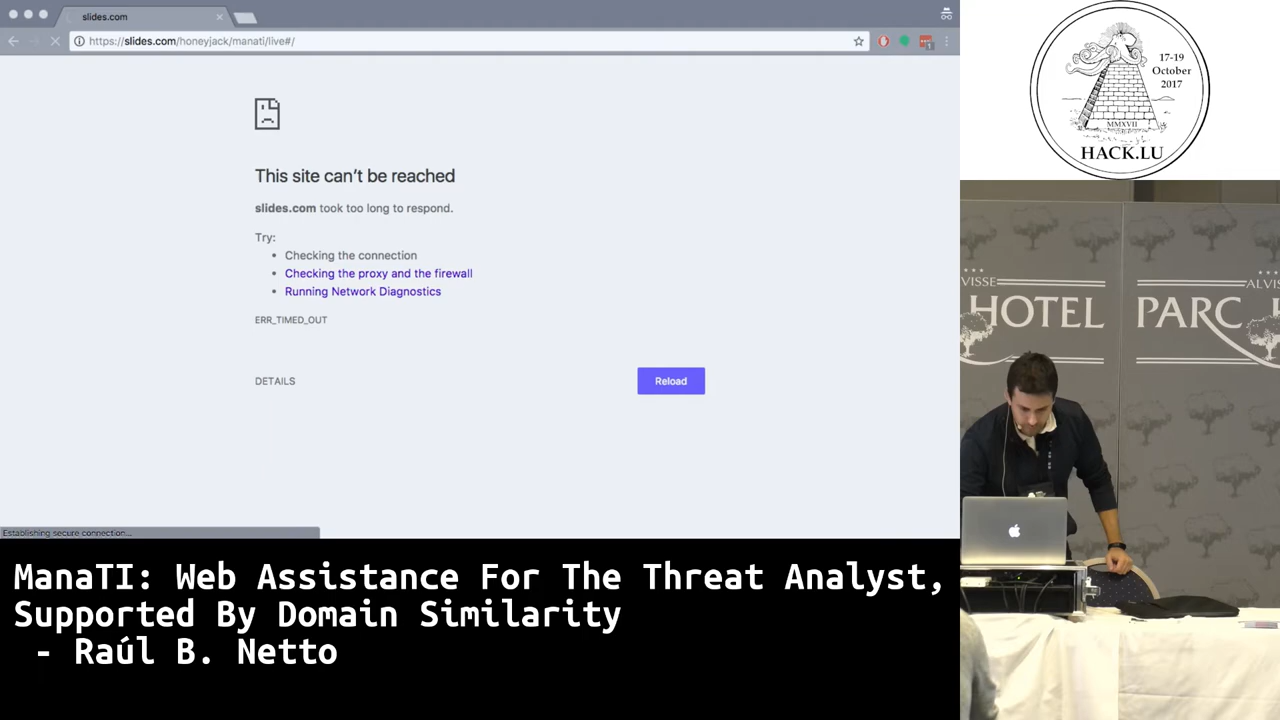 slides.com
https://slides.com/honeyjack/manati/live#/
1
This site can’t be reached
slides.com took too long to respond.
Try:
Checking the connection
Checking the proxy and the firewall
Running Network Diagnostics
ERR_TIMED_OUT
DETAILS
Reload
Establishing secure connection...
17-19
October
2017
MMXVII
HACK.LU
VISSE
HOTEL
ALVISSE
PARC
ManaTI: Web Assistance For The Threat Analyst,
Supported By Domain Similarity
- Raúl B. Netto